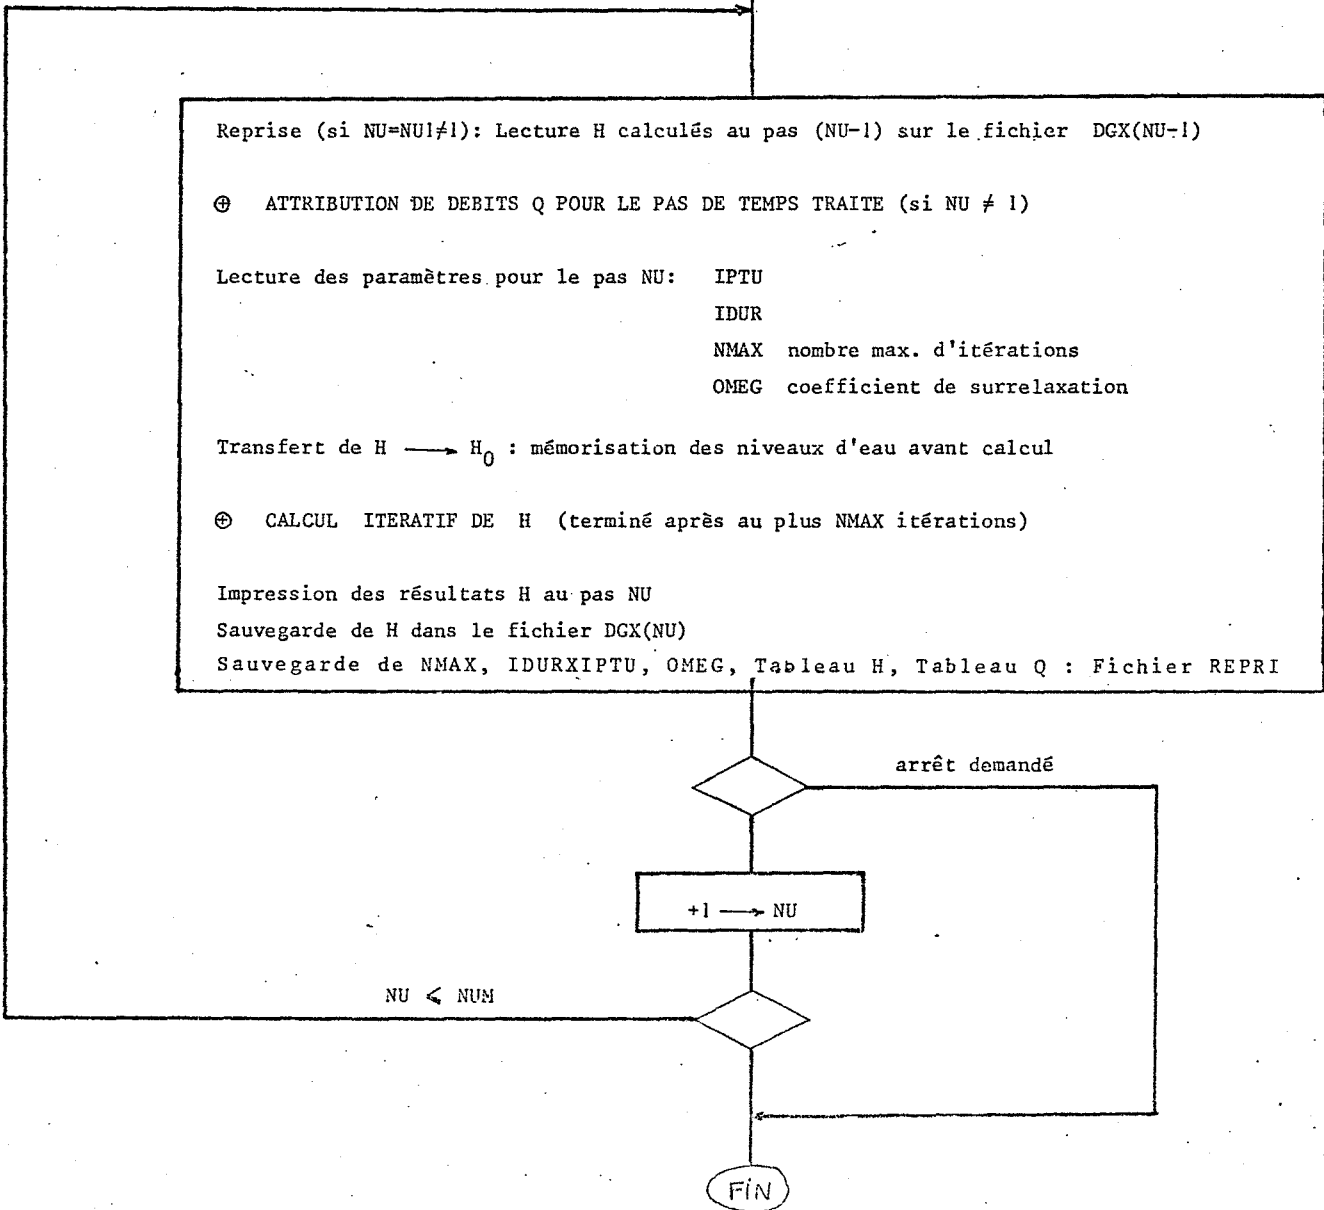 Reprise (si NU=NU1≠1): Lecture H calculés au pas (NU-1) sur le fichier DGX(NU-1)
⊕ ATTRIBUTION DE DEBITS Q POUR LE PAS DE TEMPS TRAITE (si NU ≠ 1)
Lecture des paramètres pour le pas NU: IPTU
IDUR
NMAX nombre max. d'itérations
OMEG coefficient de surrelaxation
Transfert de H → H0 : mémorisation des niveaux d'eau avant calcul
⊕ CALCUL ITERATIF DE H (terminé après au plus NMAX itérations)
Impression des résultats H au pas NU
Sauvegarde de H dans le fichier DGX(NU)
Sauvegarde de NMAX, IDURXIPTU, OMEG, Tableau H, Tableau Q : Fichier REPRI
arrêt demandé
+1 → NU
NU ⩽ NUM
FIN